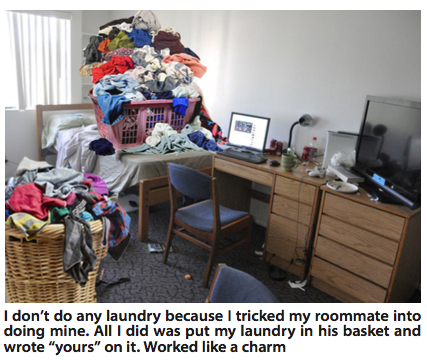 I don't do any laundry because I tricked my roommate into
doing mine. All I did was put my laundry in his basket and
wrote “yours” on it. Worked like a charm